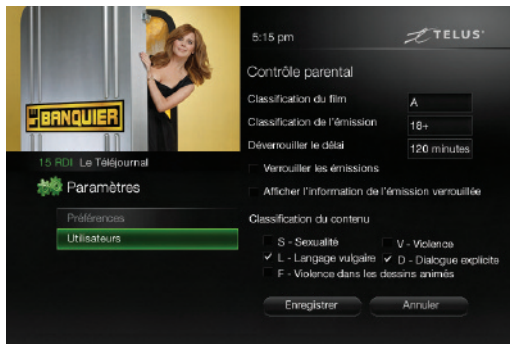 LE BANQUIER
15 RDI Le Téléjournal
Paramètres
Préférences
Utilisateurs
5:15 pm
TELUS
Contrôle parental
Classification du film
A
Classification de l'émission
18+
Déverrouiller le délai
120 minutes
Verrouiller les émissions
Afficher l'information de l'émission verrouillée
Classification du contenu
S - Sexualité
V - Violence
L - Langage vulgaire
D - Dialogue explicite
F - Violence dans les dessins animés
Enregistrer
Annuler